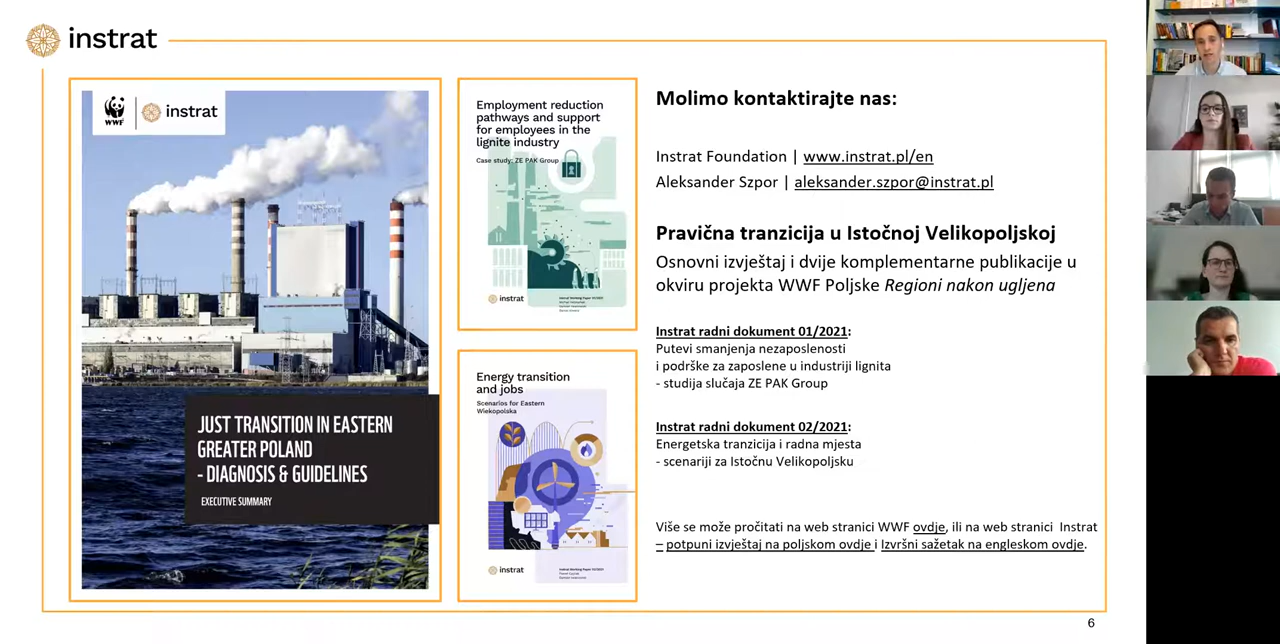 instrat
WWF
instrat
JUST TRANSITION IN EASTERN
GREATER POLAND
- DIAGNOSIS & GUIDELINES
EXECUTIVE SUMMARY
Employment reduction
pathways and support
for employees in the
lignite industry
Case study: ZE PAK Group
instrat
Energy transition
and jobs
Scenarios for Eastern
Wiekopolska
instrat
Molimo kontaktirajte nas:
Instrat Foundation | www.instrat.pl/en
Aleksander Szpor | aleksander.szpor@instrat.pl
Pravična tranzicija u Istočnoj Velikopoljskoj
Osnovni izvještaj i dvije komplementarne publikacije u
okviru projekta WWF Poljske Regioni nakon ugljena
Instrat radni dokument 01/2021:
Putevi smanjenja nezaposlenosti
i podrške za zaposlene u industriji lignita
- studija slučaja ZE PAK Group
Instrat radni dokument 02/2021:
Energetska tranzicija i radna mjesta
- scenariji za Istočnu Velikopoljsku
Više se može pročitati na web stranici WWF ovdje, ili na web stranici Instrat
– potpuni izvještaj na poljskom ovdje i Izvršni sažetak na engleskom ovdje.
6